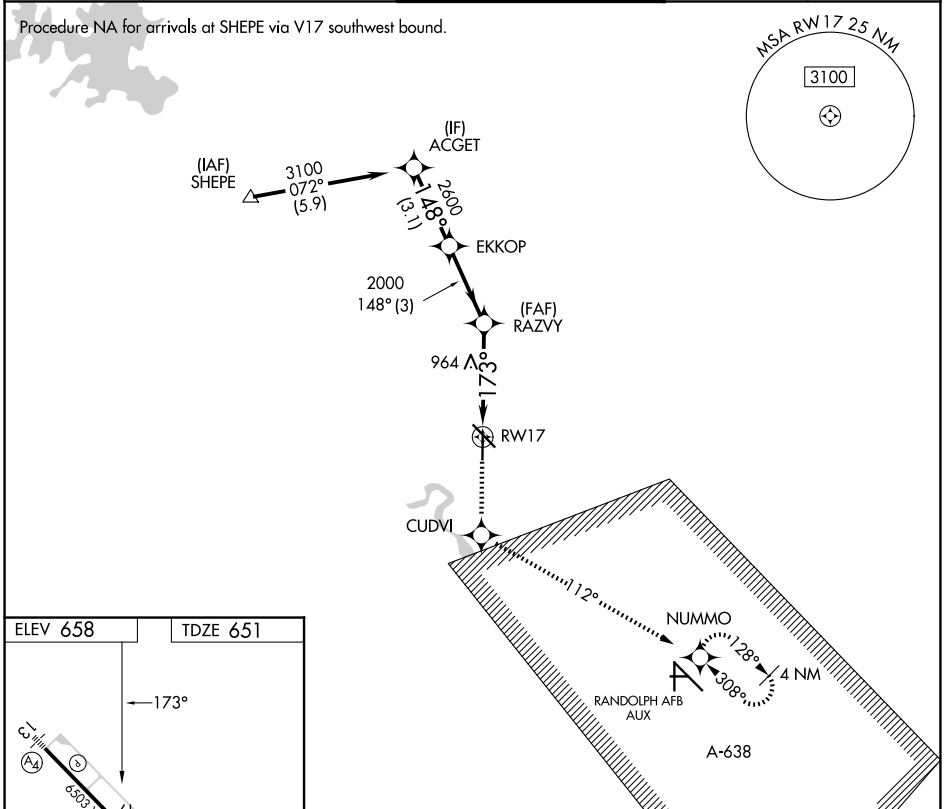 Procedure NA for arrivals at SHEPE via V17 southwest bound.
MSA RW17 25 NM
3100
(IF)
ACGET
(IAF)
SHEPE
3100
072°
(5.9)
2600
148°
(3.1)
EKKOP
2000
148° (3)
(FAF)
RAZVY
964
173°
RW17
CUDVI
112°
NUMMO
128°
4 NM
308°
RANDOLPH AFB
AUX
A-638
ELEV 658
TDZE 651
173°
13
A4
P
6503